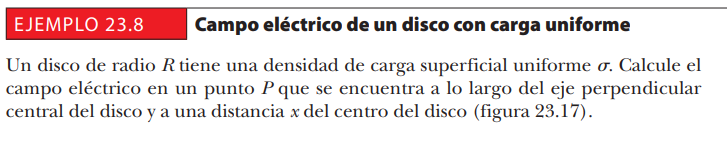 EJEMPLO 23.8 Campo eléctrico de un disco con carga uniforme
Un disco de radio R tiene una densidad de carga superficial uniforme σ. Calcule el
campo eléctrico en un punto P que se encuentra a lo largo del eje perpendicular
central del disco y a una distancia x del centro del disco (figura 23.17).